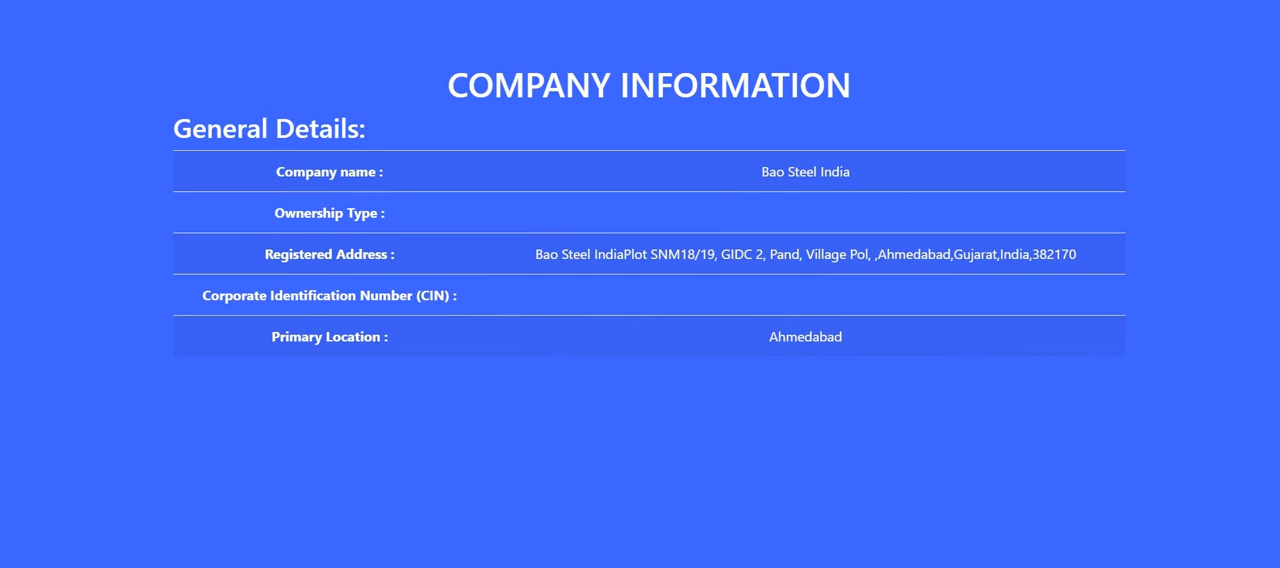 COMPANY INFORMATION
General Details:
Company name : Bao Steel India
Ownership Type :
Registered Address : Bao Steel IndiaPlot SNM18/19, GIDC 2, Pand, Village Pol, ,Ahmedabad,Gujarat,India,382170
Corporate Identification Number (CIN) :
Primary Location : Ahmedabad